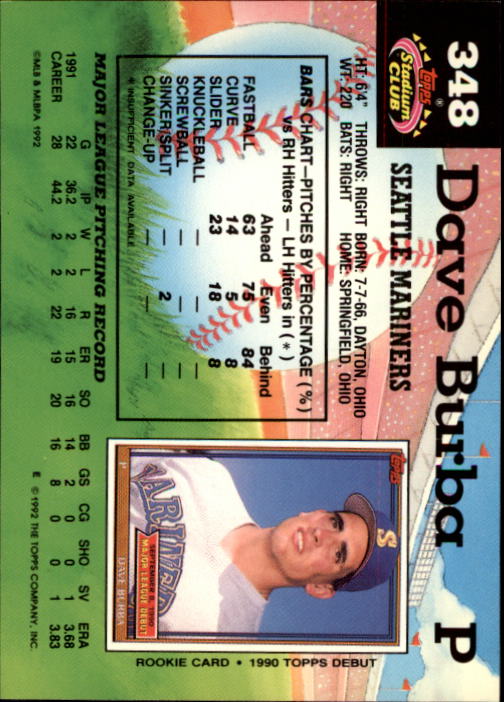 348
topps
Stadium
CLUB
®
Dave Burba P
SEATTLE MARINERS
HT: 6'4" THROWS: RIGHT BORN: 7-7-66, DAYTON, OHIO
WT: 220 BATS: RIGHT HOME: SPRINGFIELD, OHIO
BARS CHART—PITCHES BY PERCENTAGE (%)
vs RH Hitters — LH Hitters in (*)
Ahead Even Behind
FASTBALL 63 75 84
CURVE 14 5 8
SLIDER 23 18 8
KNUCKLEBALL — — —
SCREWBALL — — —
SINKER/SPLIT — 2 —
CHANGE-UP — — —
* INSUFFICIENT DATA AVAILABLE
MAJOR LEAGUE PITCHING RECORD
G IP W L R ER SO BB GS CG SHO SV ERA
1991 22 36.2 2 2 16 15 16 14 2 0 0 1 3.68
CAREER 28 44.2 2 2 22 19 20 16 8 0 0 1 3.83
©MLB & MLBPA 1992
E ©1992 THE TOPPS COMPANY, INC.
topps
S
ARINER
MAJOR LEAGUE DEBUT
P
DAVE BURBA
ROOKIE CARD • 1990 TOPPS DEBUT